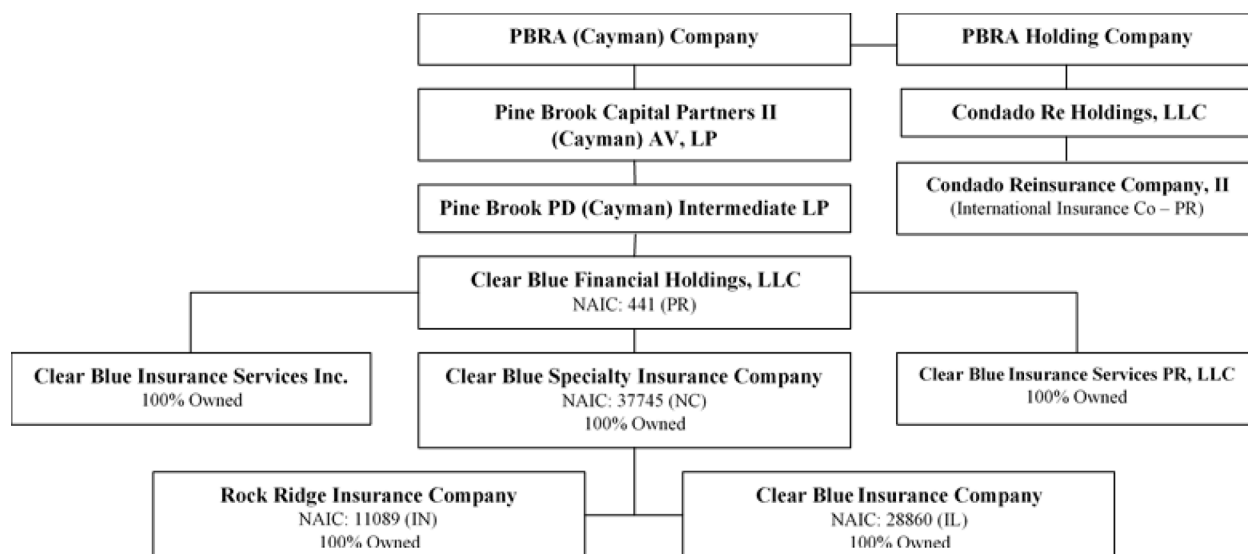 PBRA (Cayman) Company
PBRA Holding Company
Pine Brook Capital Partners II
(Cayman) AV, LP
Condado Re Holdings, LLC
Condado Reinsurance Company, II
(International Insurance Co – PR)
Pine Brook PD (Cayman) Intermediate LP
Clear Blue Financial Holdings, LLC
NAIC: 441 (PR)
Clear Blue Insurance Services Inc.
100% Owned
Clear Blue Specialty Insurance Company
NAIC: 37745 (NC)
100% Owned
Clear Blue Insurance Services PR, LLC
100% Owned
Rock Ridge Insurance Company
NAIC: 11089 (IN)
100% Owned
Clear Blue Insurance Company
NAIC: 28860 (IL)
100% Owned